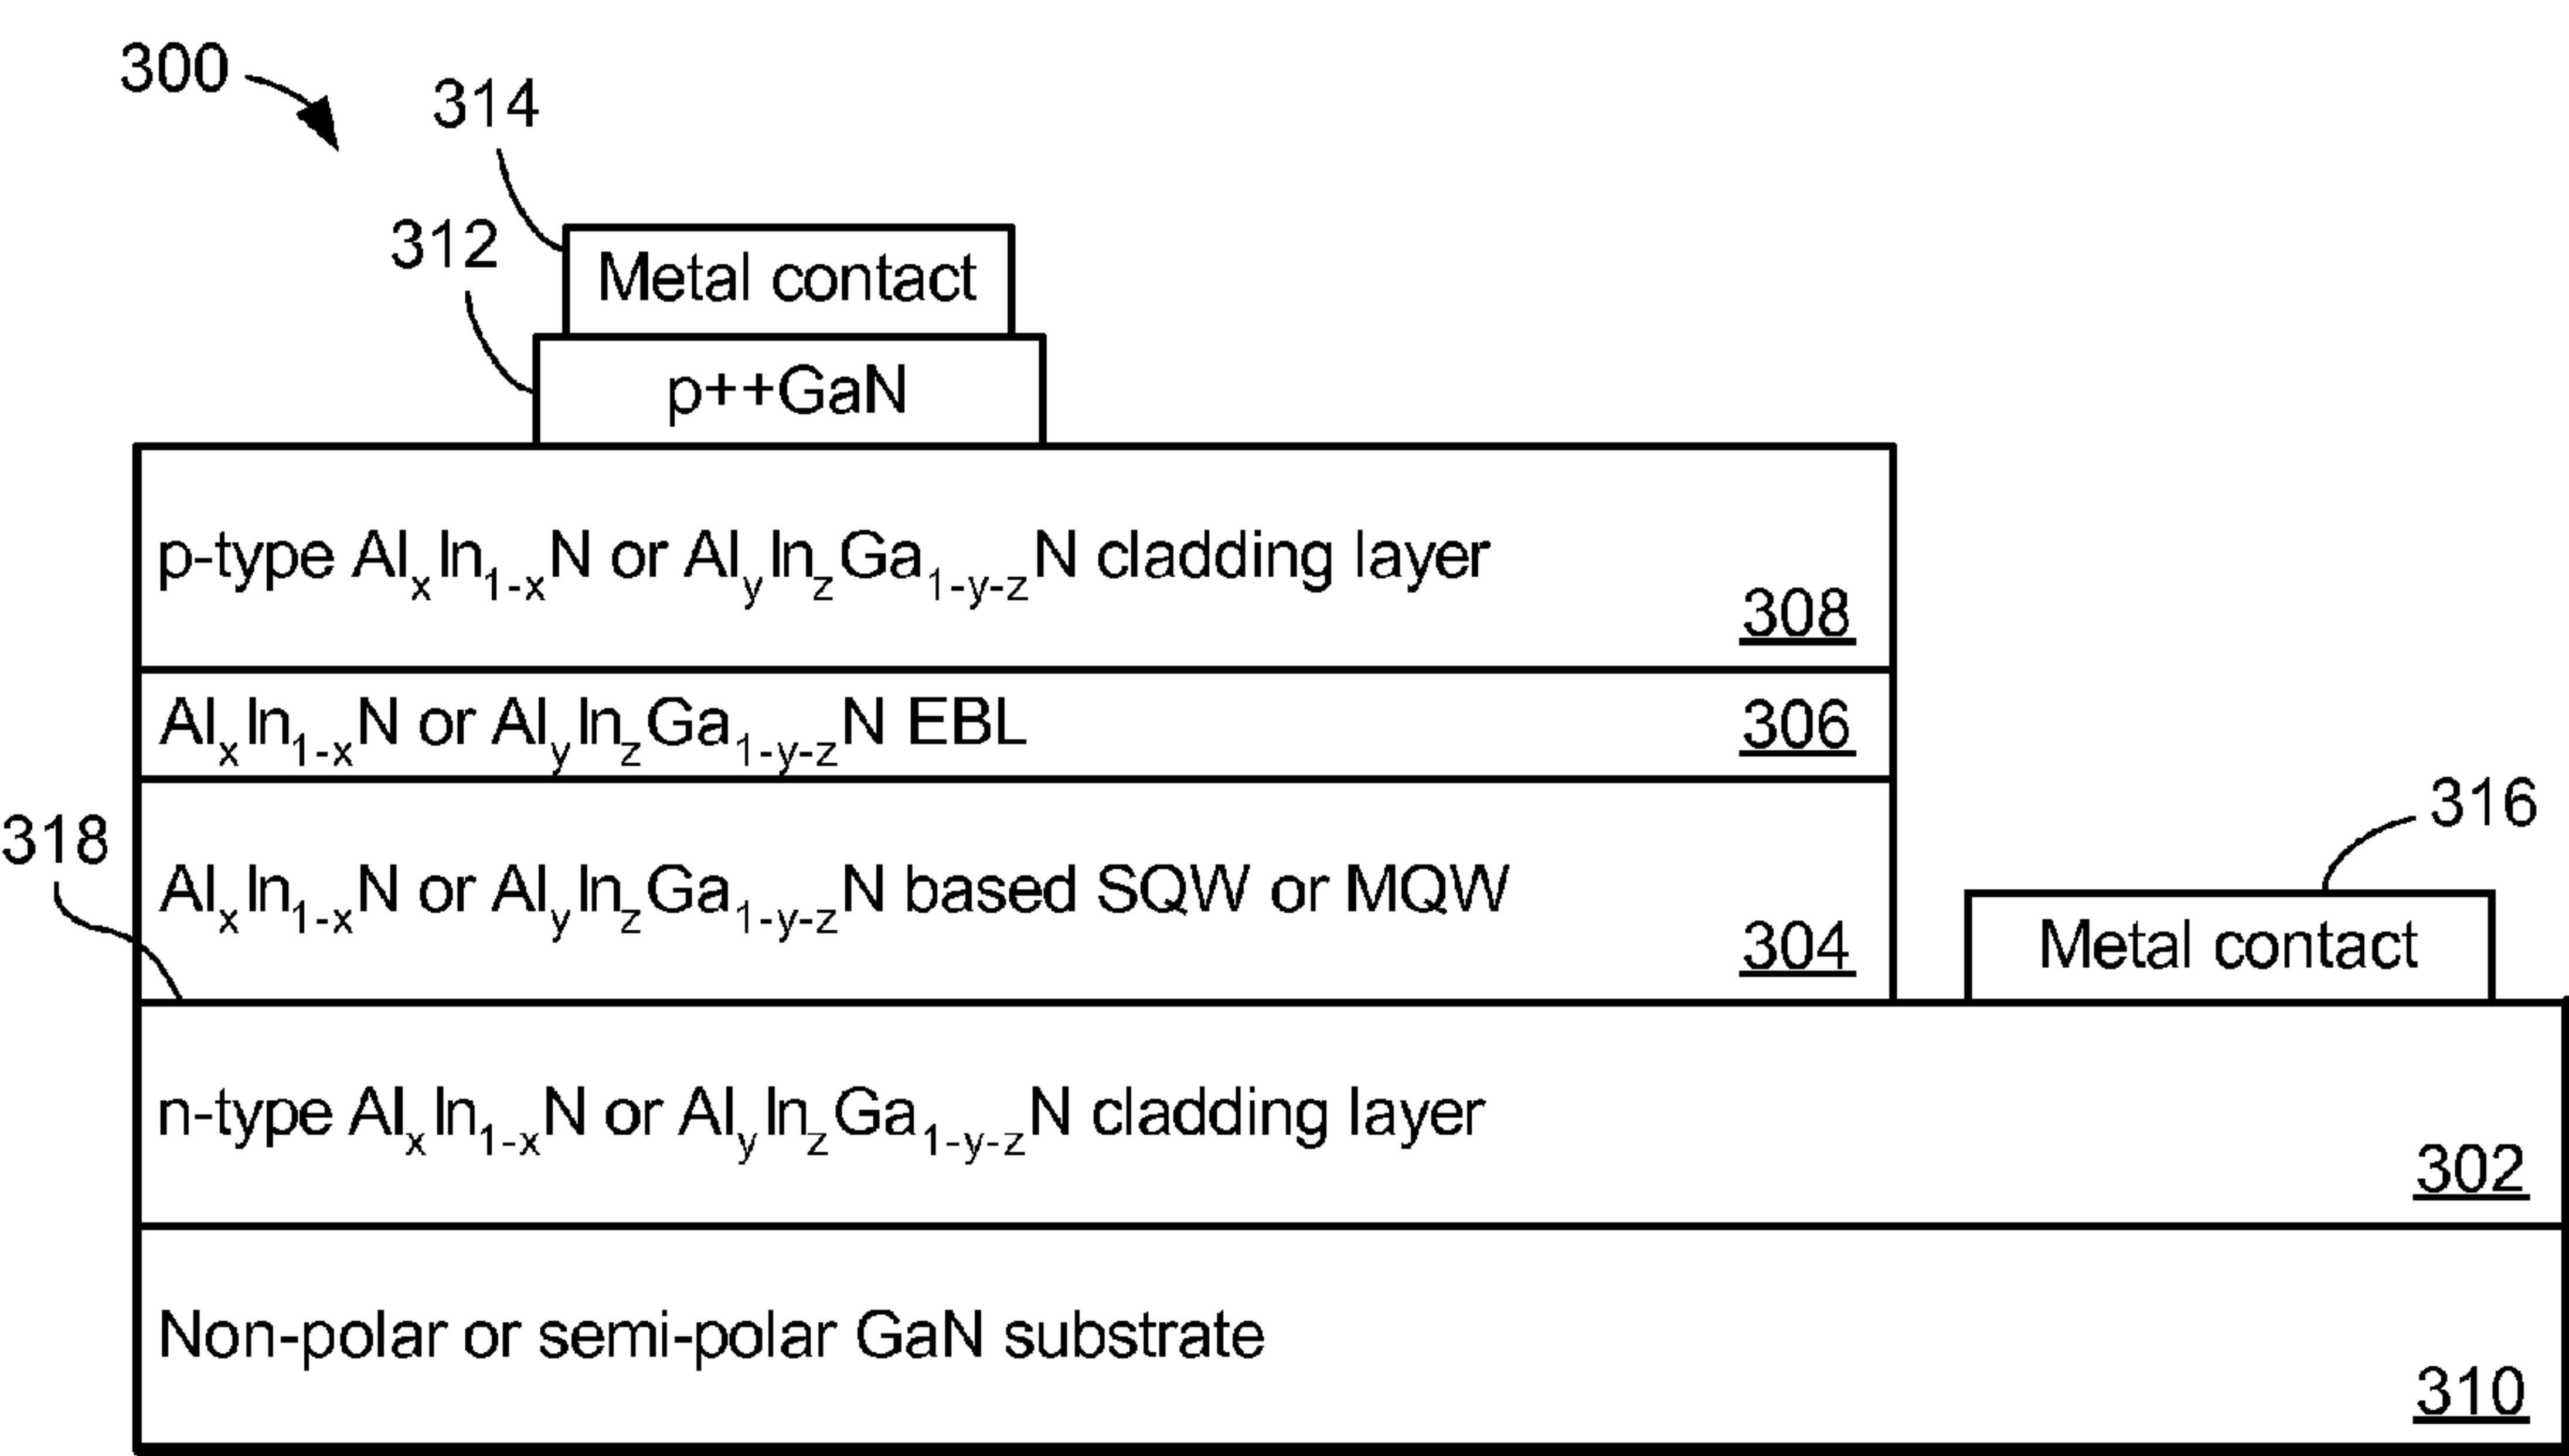 300
314
Metal contact
312
p++GaN
p-type AlxIn1-xN or AlyInzGa1-y-zN cladding layer
308
AlxIn1-xN or AlyInzGa1-y-zN EBL
306
318
AlxIn1-xN or AlyInzGa1-y-zN based SQW or MQW
304
316
Metal contact
n-type AlxIn1-xN or AlyInzGa1-y-zN cladding layer
302
Non-polar or semi-polar GaN substrate
310